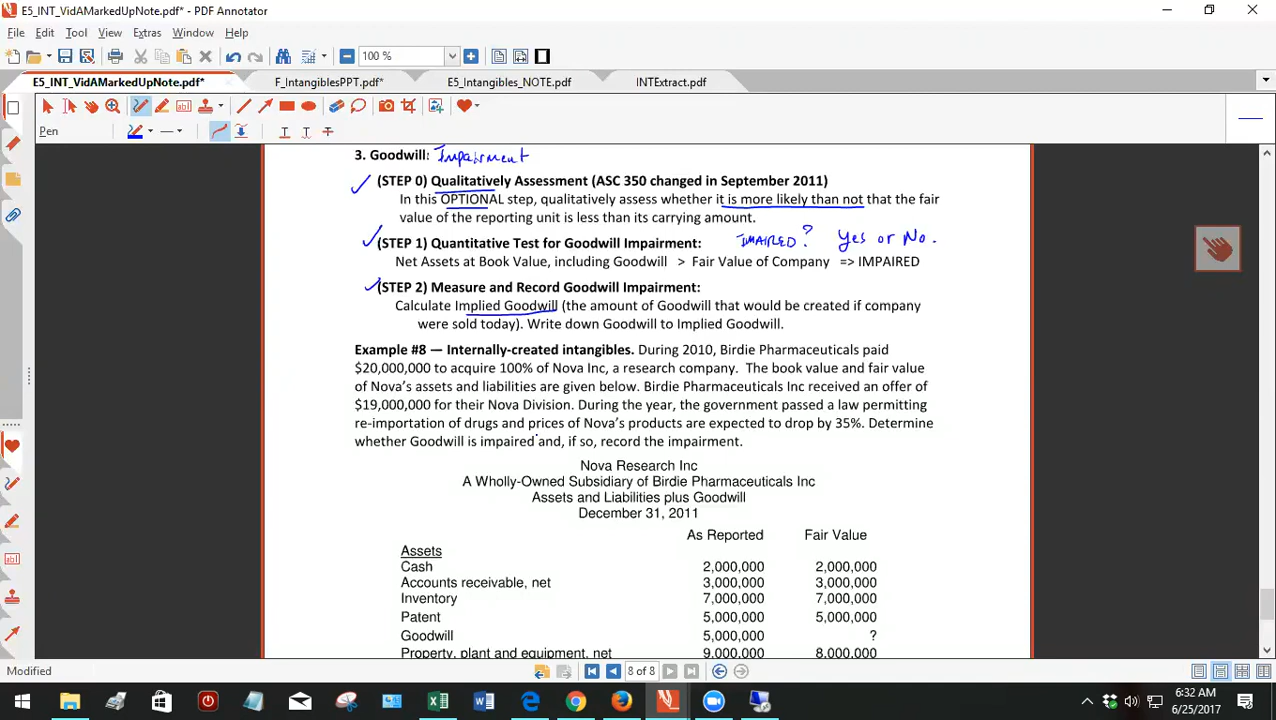 E5_INT_VidAMarkedUpNote.pdf* - PDF Annotator
File Edit Tool View Extras Window Help
100 %
E5_INT_VidAMarkedUpNote.pdf* F_IntangiblesPPT.pdf* E5_Intangibles_NOTE.pdf INTExtract.pdf
Pen
3. Goodwill: Impairment
(STEP 0) Qualitatively Assessment (ASC 350 changed in September 2011)
In this OPTIONAL step, qualitatively assess whether it is more likely than not that the fair
value of the reporting unit is less than its carrying amount.
(STEP 1) Quantitative Test for Goodwill Impairment: IMAIRED? Yes or No.
Net Assets at Book Value, including Goodwill > Fair Value of Company => IMPAIRED
(STEP 2) Measure and Record Goodwill Impairment:
Calculate Implied Goodwill (the amount of Goodwill that would be created if company
were sold today). Write down Goodwill to Implied Goodwill.
Example #8 — Internally-created intangibles. During 2010, Birdie Pharmaceuticals paid
$20,000,000 to acquire 100% of Nova Inc, a research company. The book value and fair value
of Nova's assets and liabilities are given below. Birdie Pharmaceuticals Inc received an offer of
$19,000,000 for their Nova Division. During the year, the government passed a law permitting
re-importation of drugs and prices of Nova's products are expected to drop by 35%. Determine
whether Goodwill is impaired and, if so, record the impairment.
Nova Research Inc
A Wholly-Owned Subsidiary of Birdie Pharmaceuticals Inc
Assets and Liabilities plus Goodwill
December 31, 2011
As Reported Fair Value
Assets
Cash 2,000,000 2,000,000
Accounts receivable, net 3,000,000 3,000,000
Inventory 7,000,000 7,000,000
Patent 5,000,000 5,000,000
Goodwill 5,000,000 ?
Property, plant and equipment, net 9,000,000 8,000,000
Modified 8 of 8
6:32 AM
6/25/2017